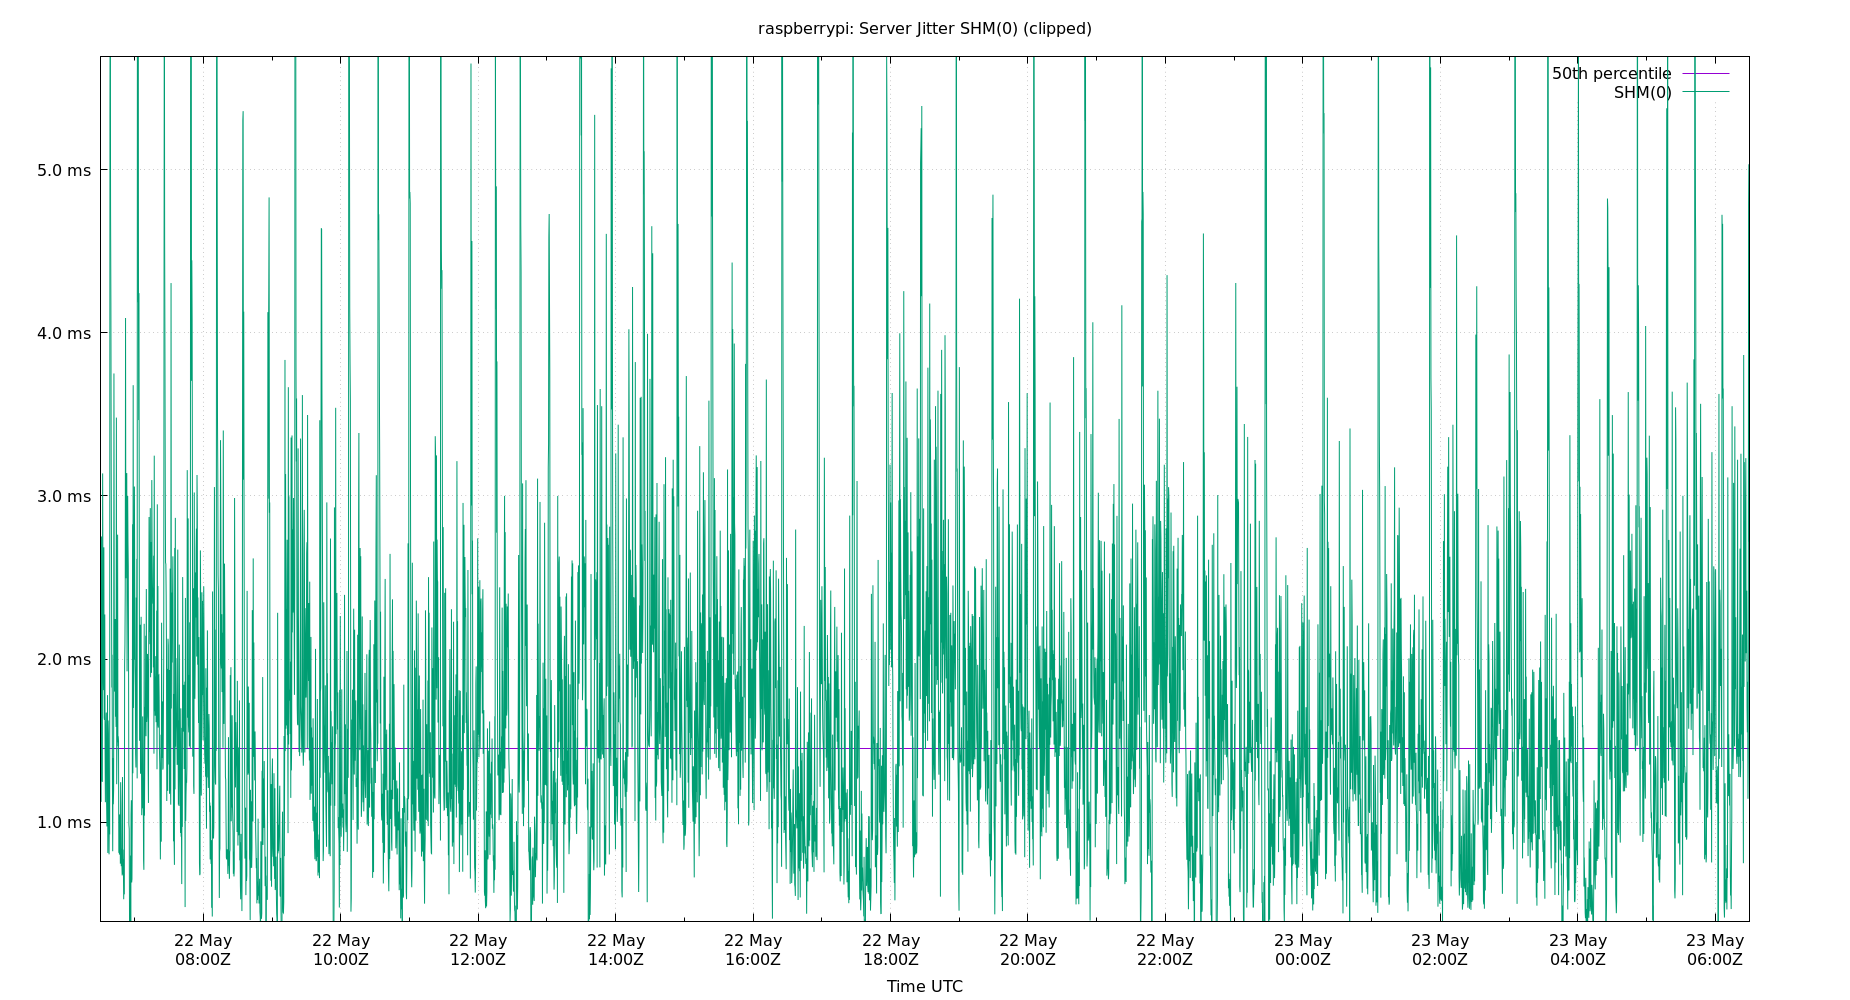 raspberrypi: Server Jitter SHM(0) (clipped)
50th percentile
SHM(0)
5.0 ms
4.0 ms
3.0 ms
2.0 ms
1.0 ms
22 May 22 May 22 May 22 May 22 May 22 May 22 May 22 May 23 May 23 May 23 May 23 May
08:00Z 10:00Z 12:00Z 14:00Z 16:00Z 18:00Z 20:00Z 22:00Z 00:00Z 02:00Z 04:00Z 06:00Z
Time UTC